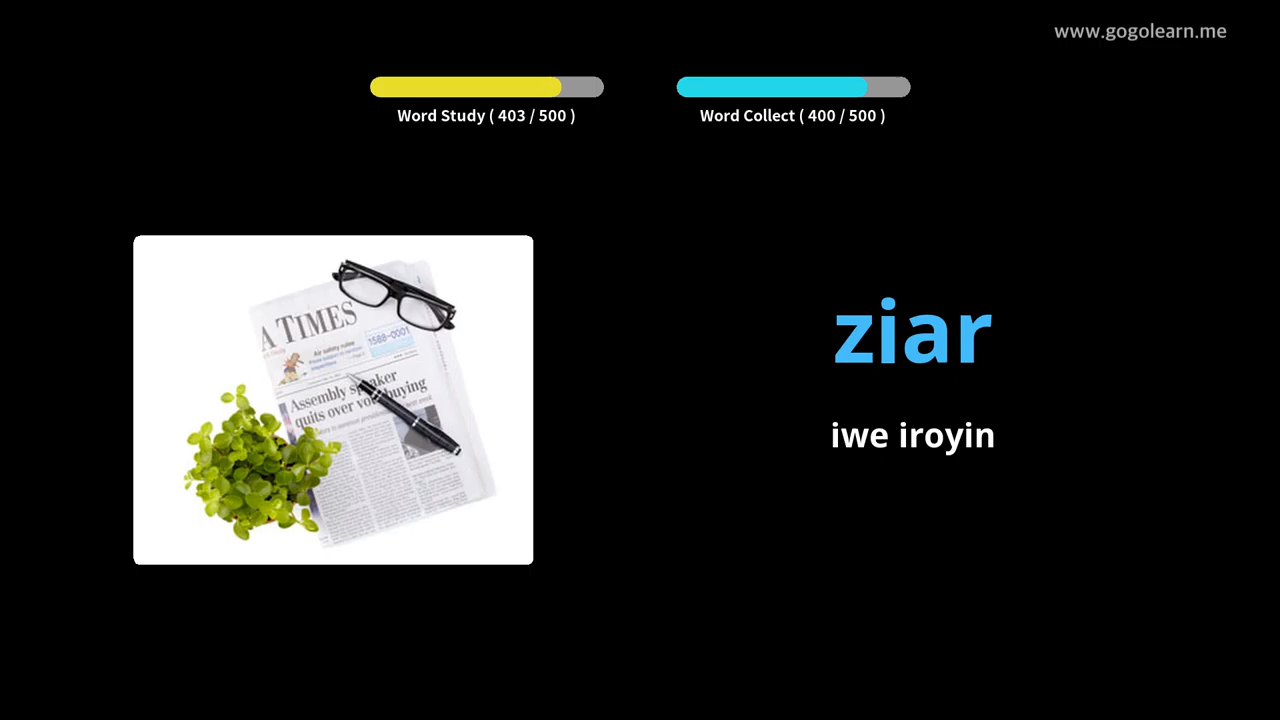 www.gogolearn.me
Word Study ( 403 / 500 )
Word Collect ( 400 / 500 )
A TIMES
Air safety rules
1588-0001
Assembly speaker
quits over vote buying
ziar
iwe iroyin